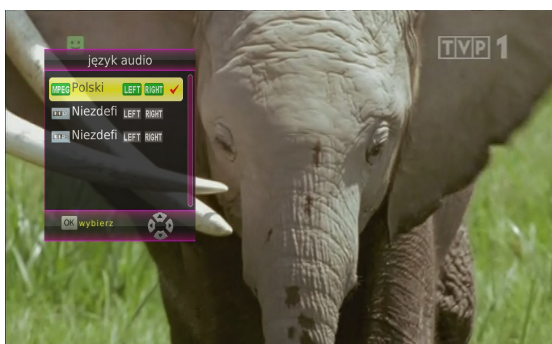 język audio
TVP 1
MPEG Polski LEFT RIGHT
Niezdefi LEFT RIGHT
Niezdefi LEFT RIGHT
OK wybierz